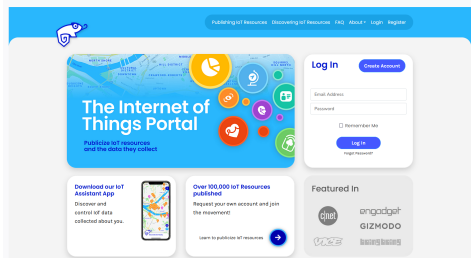 Publishing IoT Resources Discovering IoT Resources FAQ About Login Register
The Internet of
Things Portal
Publicize IoT resources
and the data they collect
Log In
Create Account
Email Address
Password
Remember Me
Log In
Forgot Password?
Download our IoT
Assistant App
Discover and
control IoT data
collected about you.
Over 100,000 IoT Resources
published
Request your own account and join
the movement!
Learn to publicize IoT resources
Featured In
c|net
engadget
GIZMODO
VICE